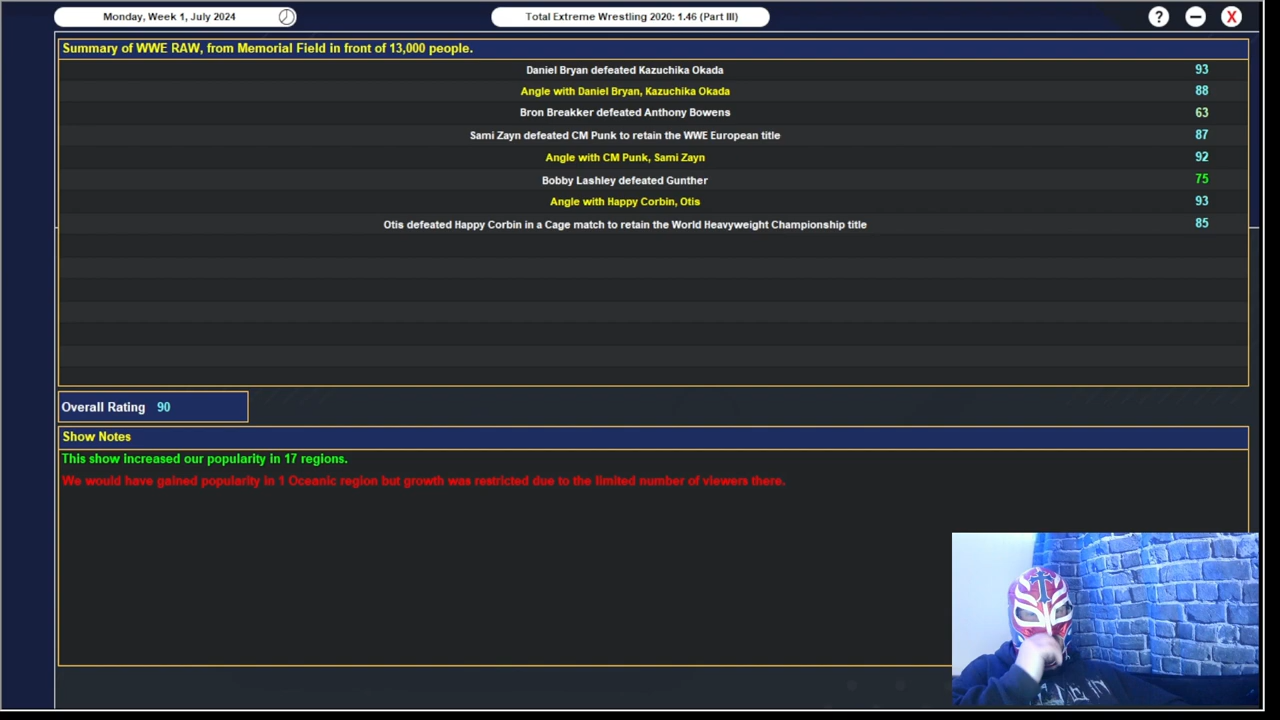 Monday, Week 1, July 2024
Total Extreme Wrestling 2020: 1.46 (Part III)
?
X
Summary of WWE RAW, from Memorial Field in front of 13,000 people.
Daniel Bryan defeated Kazuchika Okada 93
Angle with Daniel Bryan, Kazuchika Okada 88
Bron Breakker defeated Anthony Bowens 63
Sami Zayn defeated CM Punk to retain the WWE European title 87
Angle with CM Punk, Sami Zayn 92
Bobby Lashley defeated Gunther 75
Angle with Happy Corbin, Otis 93
Otis defeated Happy Corbin in a Cage match to retain the World Heavyweight Championship title 85
Overall Rating 90
Show Notes
This show increased our popularity in 17 regions.
We would have gained popularity in 1 Oceanic region but growth was restricted due to the limited number of viewers there.